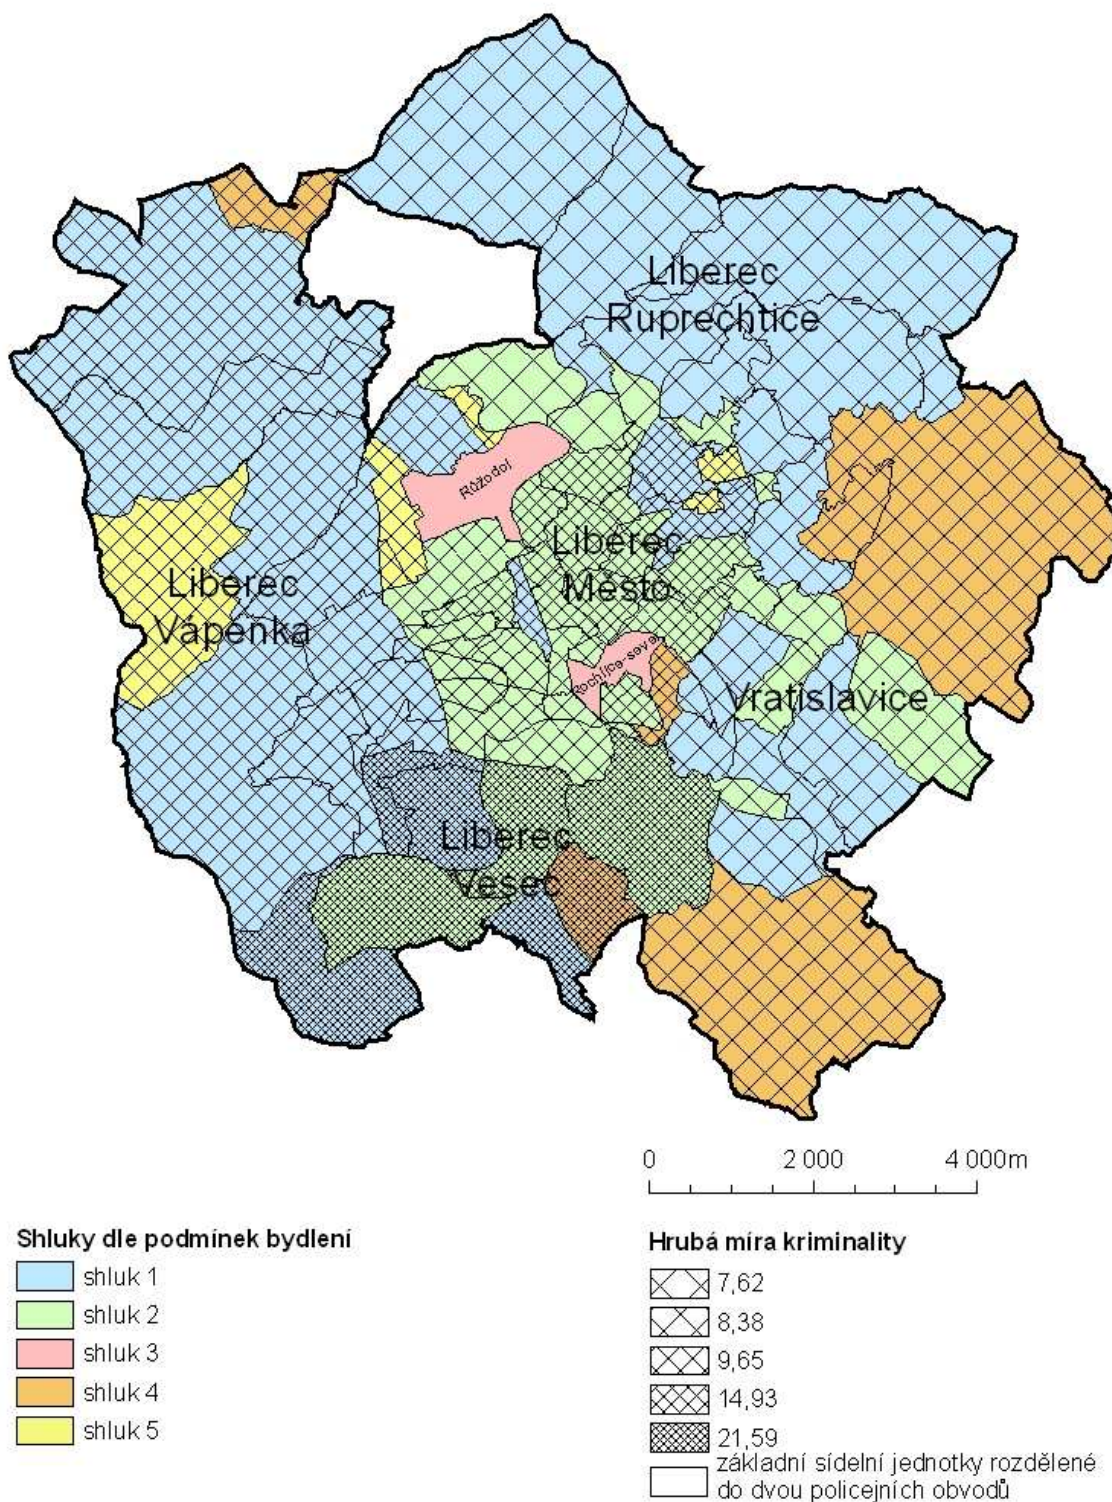 Liberec
Ruprechtice
Růžodol
Liberec
Město
Liberec
Vápenka
Rochlice-sever
Vratislavice
Liberec
Vesec
0 2 000 4 000m
Shluky dle podmínek bydlení
shluk 1
shluk 2
shluk 3
shluk 4
shluk 5
Hrubá míra kriminality
7,62
8,38
9,65
14,93
21,59
základní sídelní jednotky rozdělené
do dvou policejních obvodů